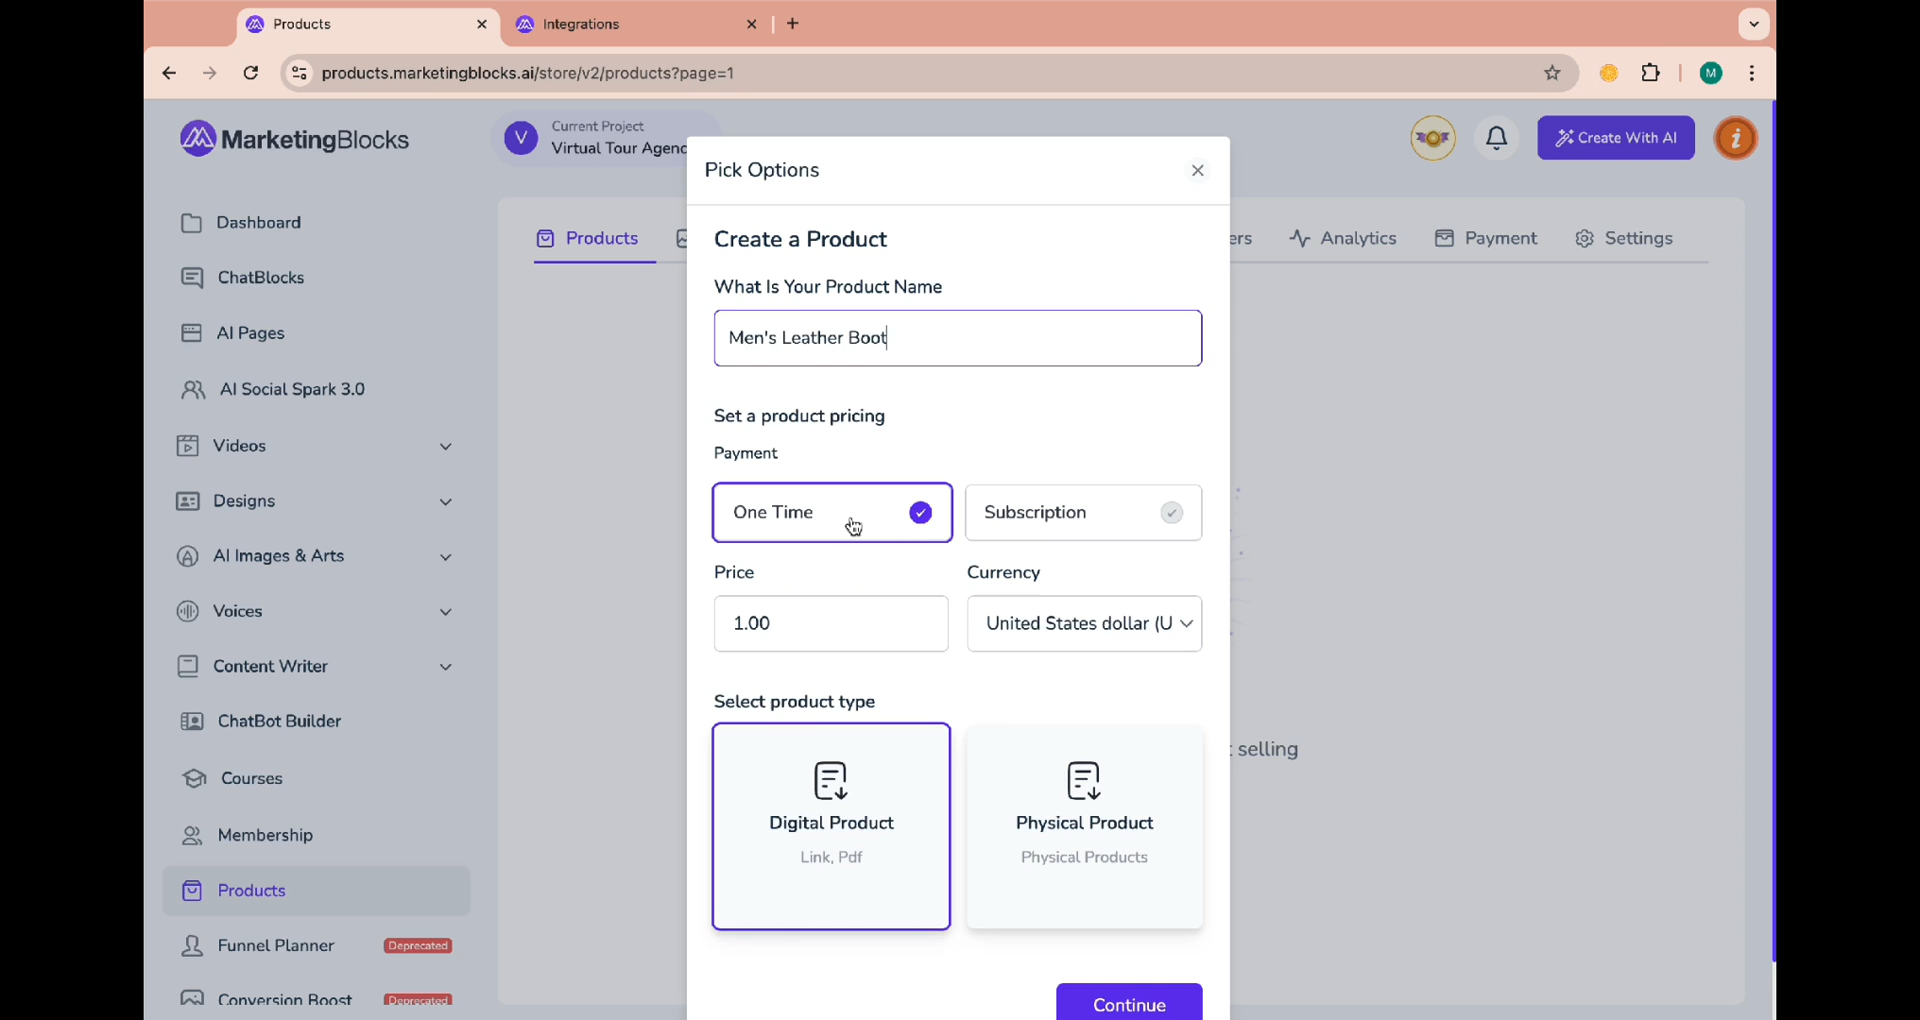 Products
Integrations
products.marketingblocks.ai/store/v2/products?page=1
M
MarketingBlocks
V
Current Project
Virtual Tour Agenc
Create With AI
i
Pick Options
Dashboard
ChatBlocks
AI Pages
AI Social Spark 3.0
Videos
Designs
AI Images & Arts
Voices
Content Writer
ChatBot Builder
Courses
Membership
Products
Funnel Planner
Deprecated
Conversion Boost
Deprecated
Products
ers
Analytics
Payment
Settings
Create a Product
What Is Your Product Name
Men's Leather Boot
Set a product pricing
Payment
One Time
Subscription
Price
Currency
1.00
United States dollar (U
Select product type
Digital Product
Link, Pdf
Physical Product
Physical Products
selling
Continue